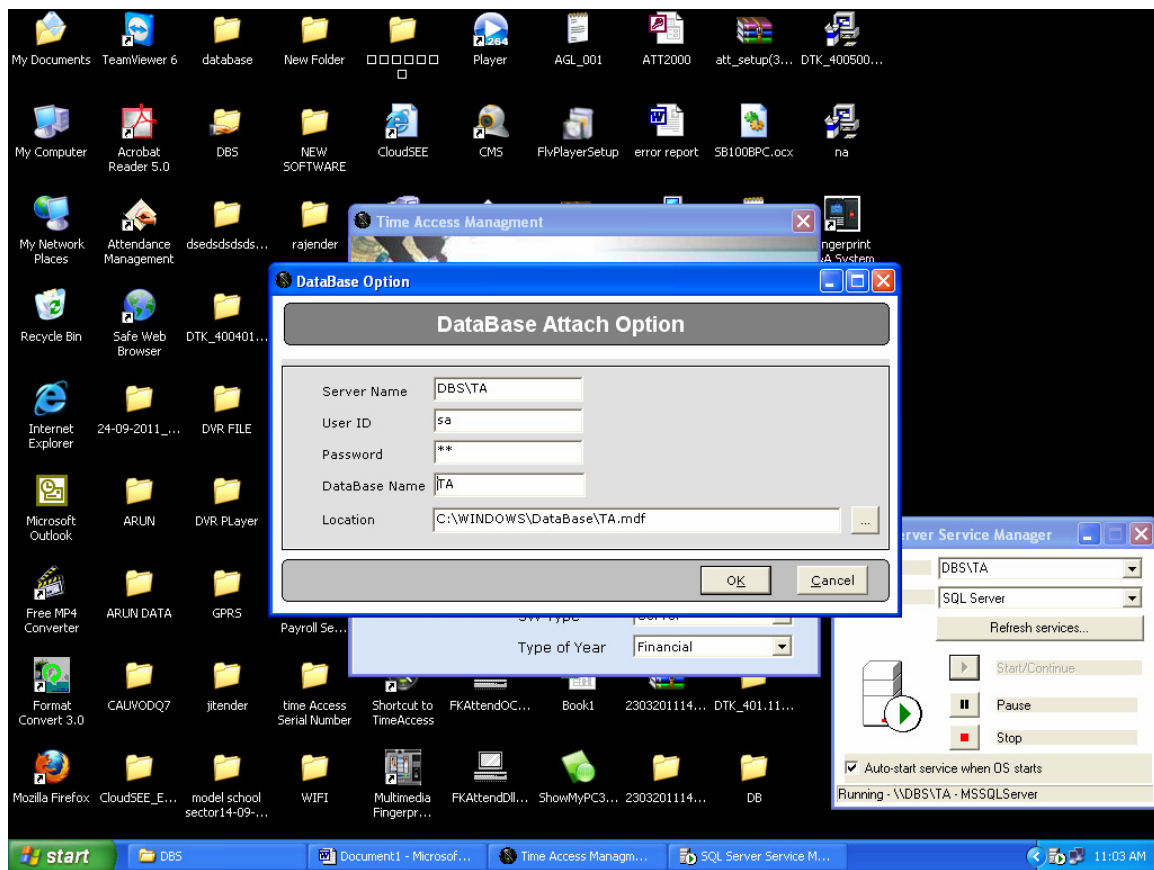 My Documents
TeamViewer 6
database
New Folder
Player
AGL_001
ATT2000
att_setup(3...
DTK_400500...
My Computer
Acrobat
Reader 5.0
DBS
NEW
SOFTWARE
CloudSEE
CMS
FlvPlayerSetup
error report
SB100BPC.ocx
na
My Network
Places
Attendance
Management
dsedsdsdsds...
rajender
Time Access Managment
ngerprint
&A System
Recycle Bin
Safe Web
Browser
DTK_400401...
DataBase Option
DataBase Attach Option
Server Name
DBS\TA
User ID
sa
Password
**
DataBase Name
TA
Location
C:\WINDOWS\DataBase\TA.mdf
...
OK
Cancel
Internet
Explorer
24-09-2011_...
DVR FILE
Microsoft
Outlook
ARUN
DVR PLayer
Free MP4
Converter
ARUN DATA
GPRS
Payroll Se...
Type of Year
Financial
erver Service Manager
DBS\TA
SQL Server
Refresh services...
Start/Continue
Pause
Stop
Auto-start service when OS starts
Running - \\DBS\TA - MSSQLServer
Format
Convert 3.0
CAUVODQ7
jitender
time Access
Serial Number
Shortcut to
TimeAccess
FKAttendOC...
Book1
2303201114...
DTK_401.11...
Mozilla Firefox
CloudSEE_E...
model school
sector14-09-...
WIFI
Multimedia
Fingerpr...
FKAttendDll...
ShowMyPC3...
2303201114...
DB
start
DBS
Document1 - Microsof...
Time Access Managm...
SQL Server Service M...
11:03 AM